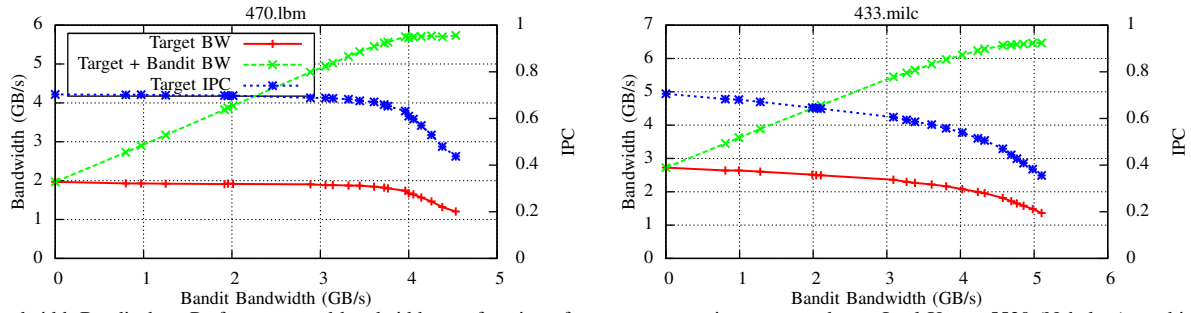 470.lbm
6
5
4
3
2
1
0
Bandwidth (GB/s)
Target BW
Target + Bandit BW
Target IPC
1
0.8
0.6
0.4
0.2
0
IPC
0 1 2 3 4 5
Bandit Bandwidth (GB/s)
433.milc
7
6
5
4
3
2
1
0
Bandwidth (GB/s)
1
0.8
0.6
0.4
0.2
0
IPC
0 1 2 3 4 5 6
Bandit Bandwidth (GB/s)